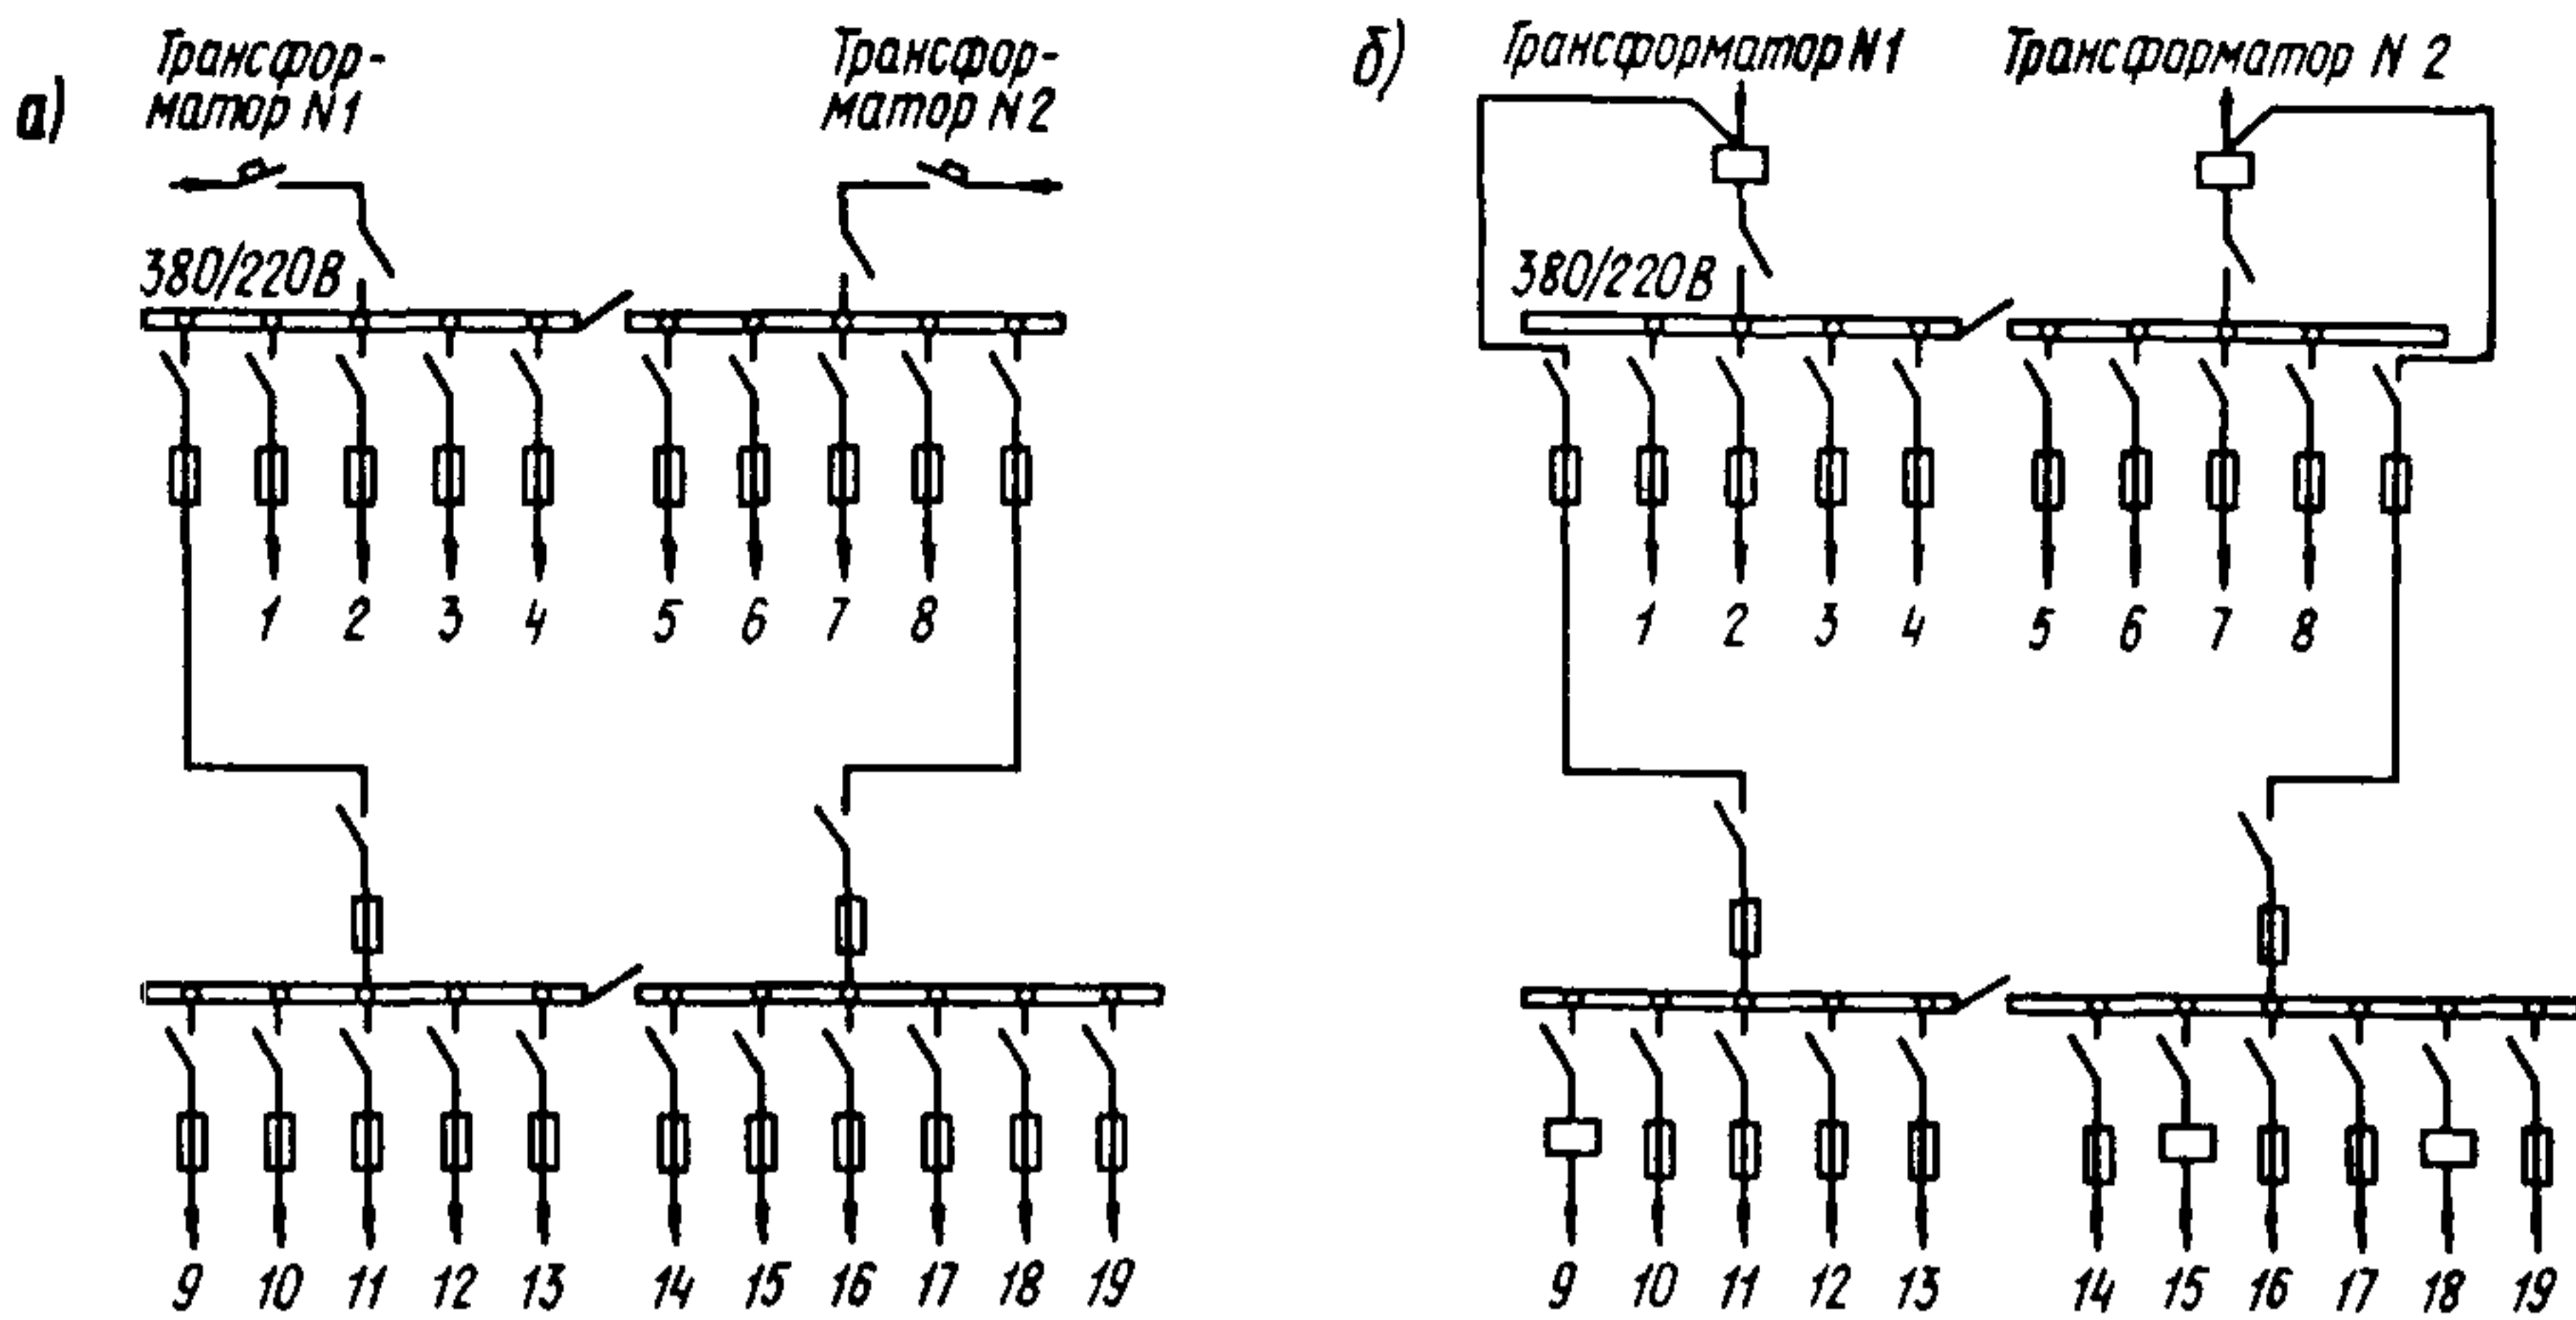 а)
Трансфор-
матор N1
Трансфор-
матор N2
380/220В
1 2 3 4 5 6 7 8
9 10 11 12 13 14 15 16 17 18 19
б)
Трансформатор N1
Трансформатор N 2
380/220В
1 2 3 4 5 6 7 8
9 10 11 12 13 14 15 16 17 18 19